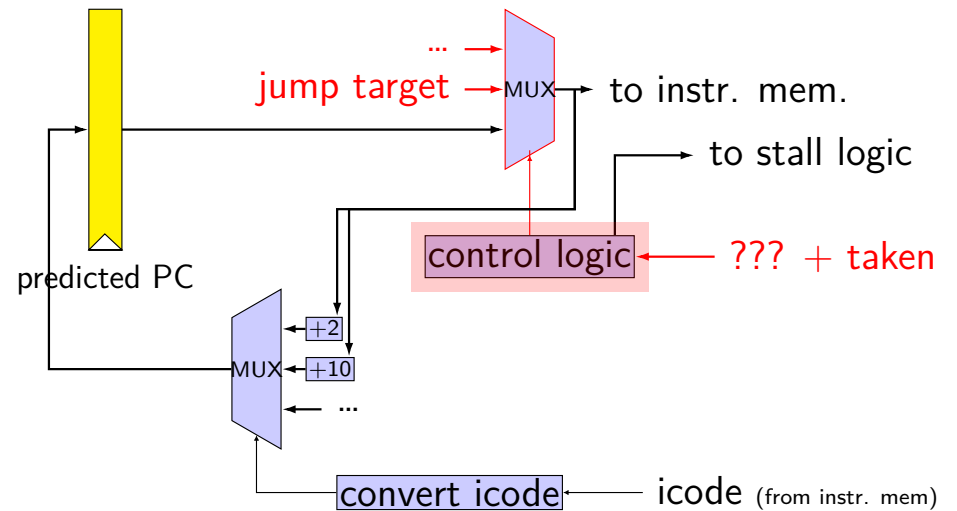 ...
jump target
MUX
to instr. mem.
to stall logic
control logic
??? + taken
predicted PC
+2
MUX
+10
...
convert icode
icode (from instr. mem)